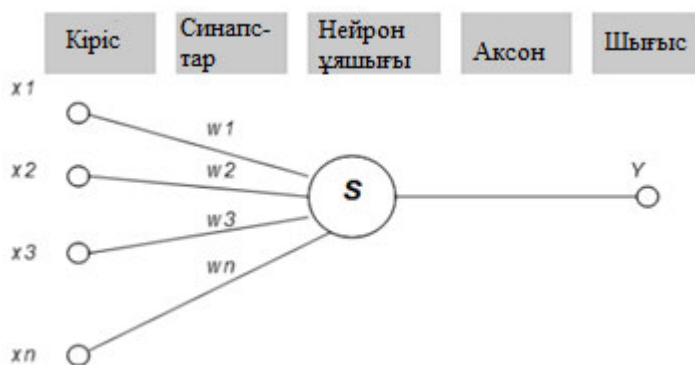 Кіріс
Синапс-
тар
Нейрон
ұяшығы
Аксон
Шығыс
x1
w1
x2
w2
S
Y
x3
w3
wn
xn